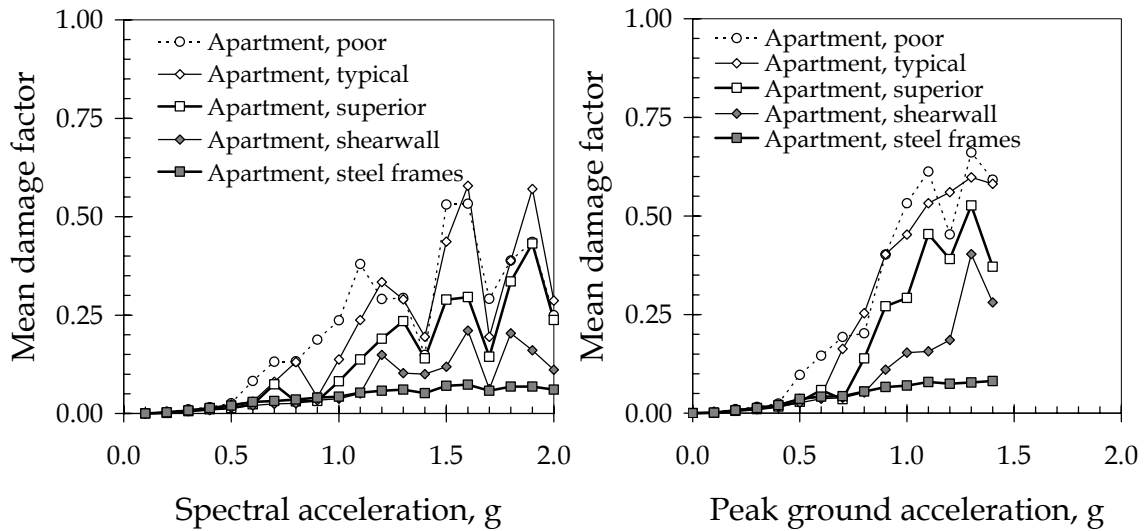 Mean damage factor
1.00
0.75
0.50
0.25
0.00
Apartment, poor
Apartment, typical
Apartment, superior
Apartment, shearwall
Apartment, steel frames
0.0 0.5 1.0 1.5 2.0
Spectral acceleration, g
Mean damage factor
1.00
0.75
0.50
0.25
0.00
Apartment, poor
Apartment, typical
Apartment, superior
Apartment, shearwall
Apartment, steel frames
0.0 0.5 1.0 1.5 2.0
Peak ground acceleration, g